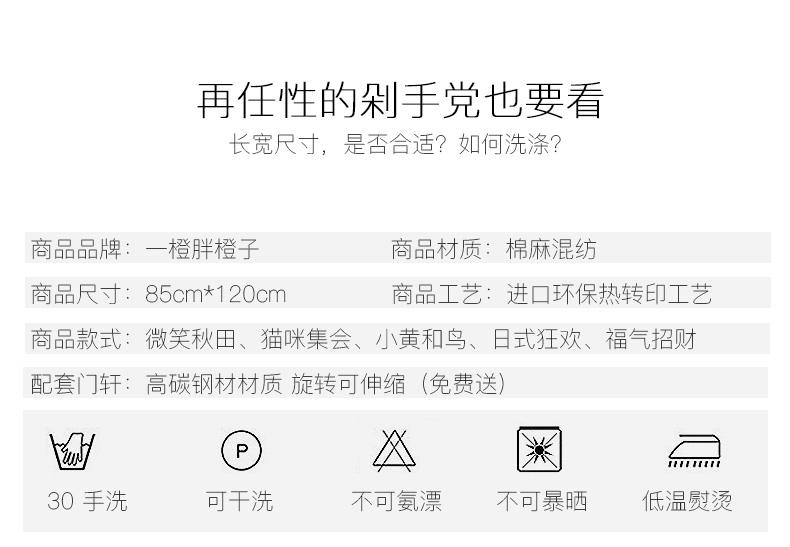 再任性的剁手党也要看
长宽尺寸，是否合适？如何洗涤？
商品品牌：一橙胖橙子 商品材质：棉麻混纺
商品尺寸：85cm*120cm 商品工艺：进口环保热转印工艺
商品款式：微笑秋田、猫咪集会、小黄和鸟、日式狂欢、福气招财
配套门轩：高碳钢材材质 旋转可伸缩（免费送）
P
30 手洗 可干洗 不可氨漂 不可暴晒 低温熨烫